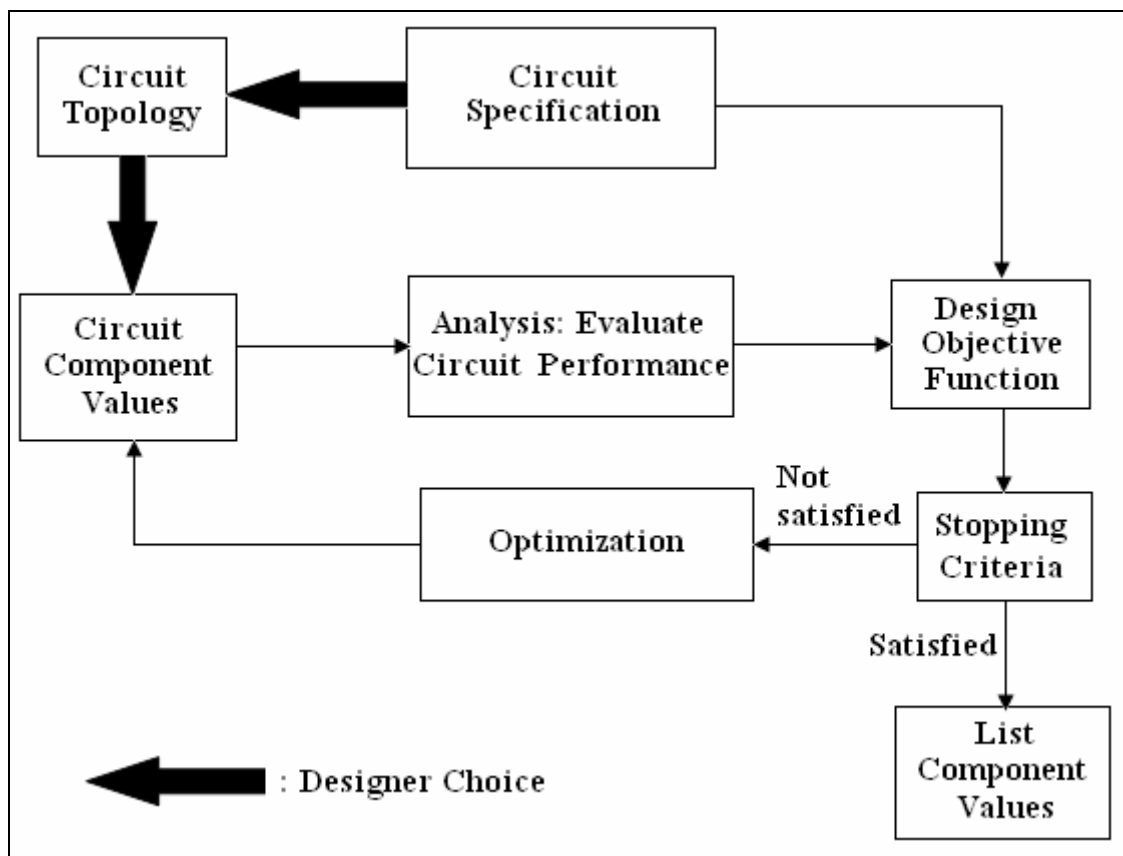 Circuit
Topology
Circuit
Specification
Circuit
Component
Values
Analysis: Evaluate
Circuit Performance
Design
Objective
Function
Optimization
Not
satisfied
Stopping
Criteria
Satisfied
List
Component
Values
: Designer Choice